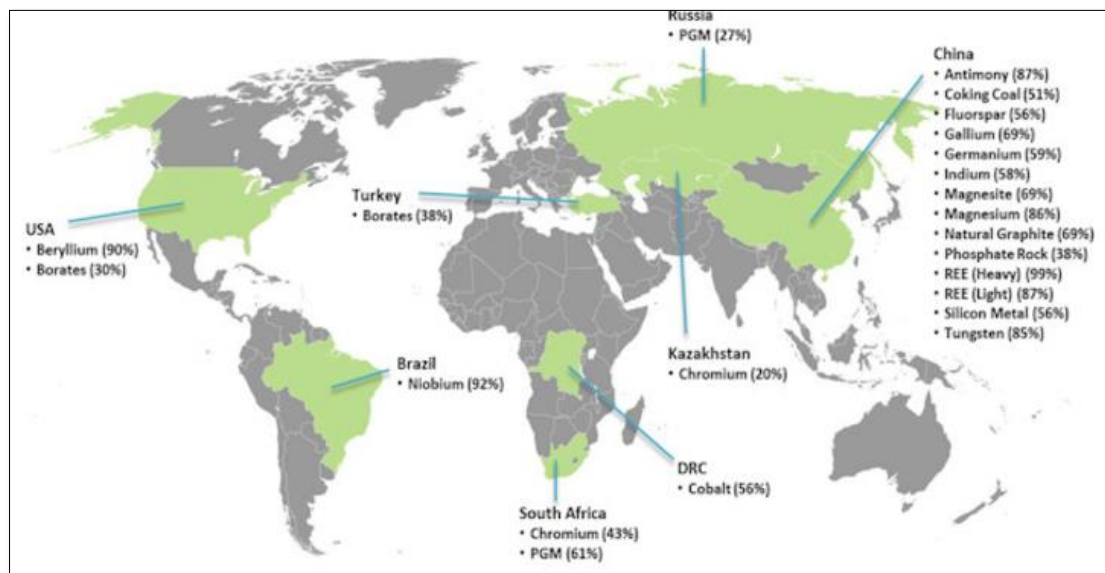 Russia
• PGM (27%)
China
• Antimony (87%)
• Coking Coal (51%)
• Fluorspar (56%)
• Gallium (69%)
• Germanium (59%)
• Indium (58%)
• Magnesite (69%)
• Magnesium (86%)
• Natural Graphite (69%)
• Phosphate Rock (38%)
• REE (Heavy) (99%)
• REE (Light) (87%)
• Silicon Metal (56%)
• Tungsten (85%)
Turkey
• Borates (38%)
USA
• Beryllium (90%)
• Borates (30%)
Brazil
• Niobium (92%)
Kazakhstan
• Chromium (20%)
DRC
• Cobalt (56%)
South Africa
• Chromium (43%)
• PGM (61%)